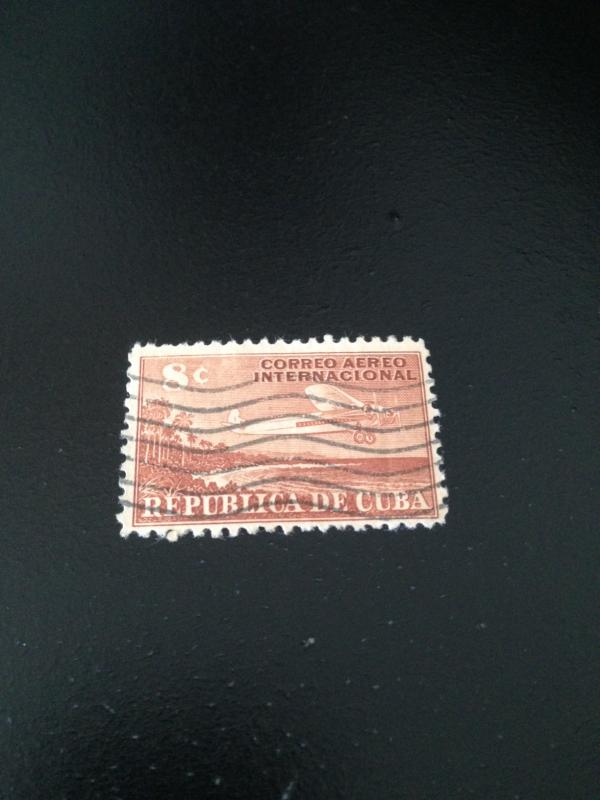 8¢
CORREO AEREO
INTERNACIONAL
REPUBLICA DE CUBA